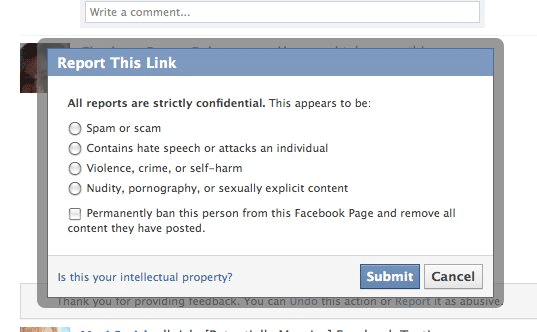 Write a comment...
Report This Link
All reports are strictly confidential. This appears to be:
Spam or scam
Contains hate speech or attacks an individual
Violence, crime, or self-harm
Nudity, pornography, or sexually explicit content
Permanently ban this person from this Facebook Page and remove all
content they have posted.
Is this your intellectual property?
Submit
Cancel
Thank you for providing feedback. You can Undo this action or Report it as abusive.